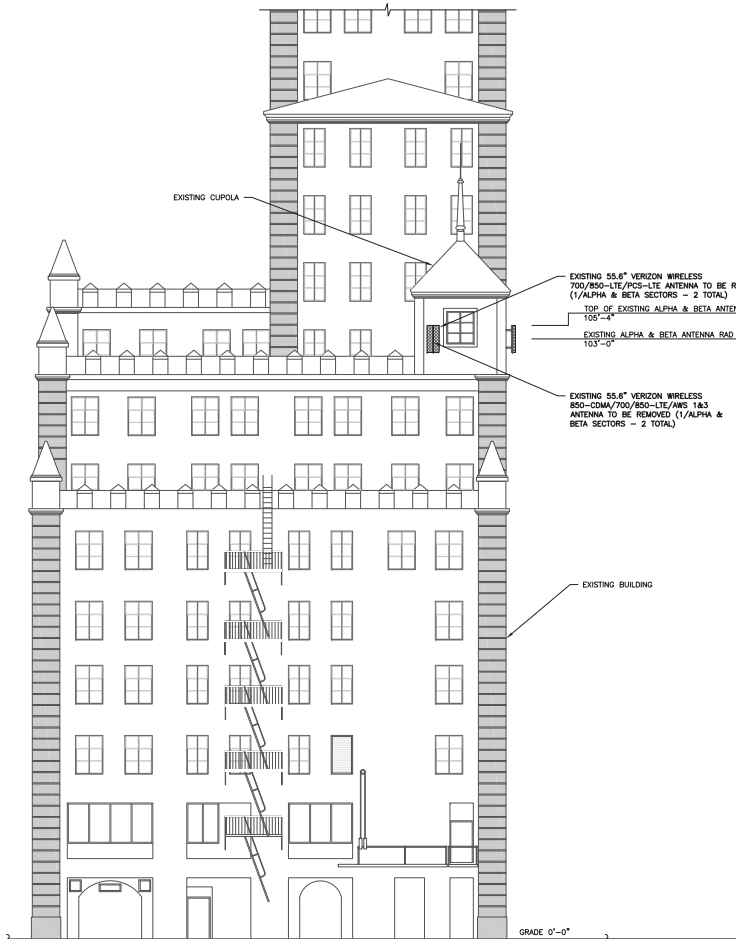 EXISTING CUPOLA
EXISTING 55.6" VERIZON WIRELESS
700/850-LTE/PCS-LTE ANTENNA TO BE R
(1/ALPHA & BETA SECTORS - 2 TOTAL)
TOP OF EXISTING ALPHA & BETA ANTEN
105'-4"
EXISTING ALPHA & BETA ANTENNA RAD
103'-0"
EXISTING 55.6" VERIZON WIRELESS
850-CDMA/700/850-LTE/AWS 1&3
ANTENNA TO BE REMOVED (1/ALPHA &
BETA SECTORS - 2 TOTAL)
EXISTING BUILDING
GRADE 0'-0"